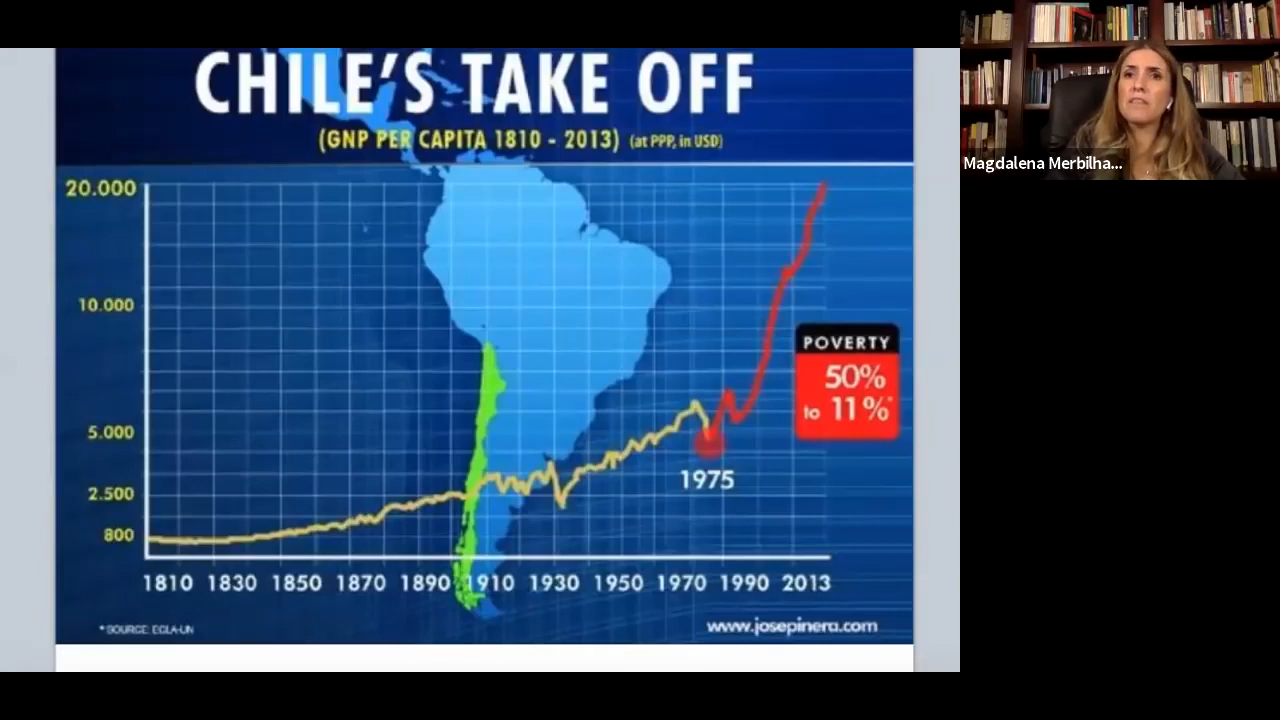 CHILE'S TAKE OFF
(GNP PER CAPITA 1810 - 2013) (at PPP, in USD)
20.000
10.000
5.000
2.500
800
POVERTY
50%
to 11%*
1975
1810 1830 1850 1870 1890 1910 1930 1950 1970 1990 2013
* SOURCE: ECLA-UN
www.josepinera.com
Magdalena Merbilha...